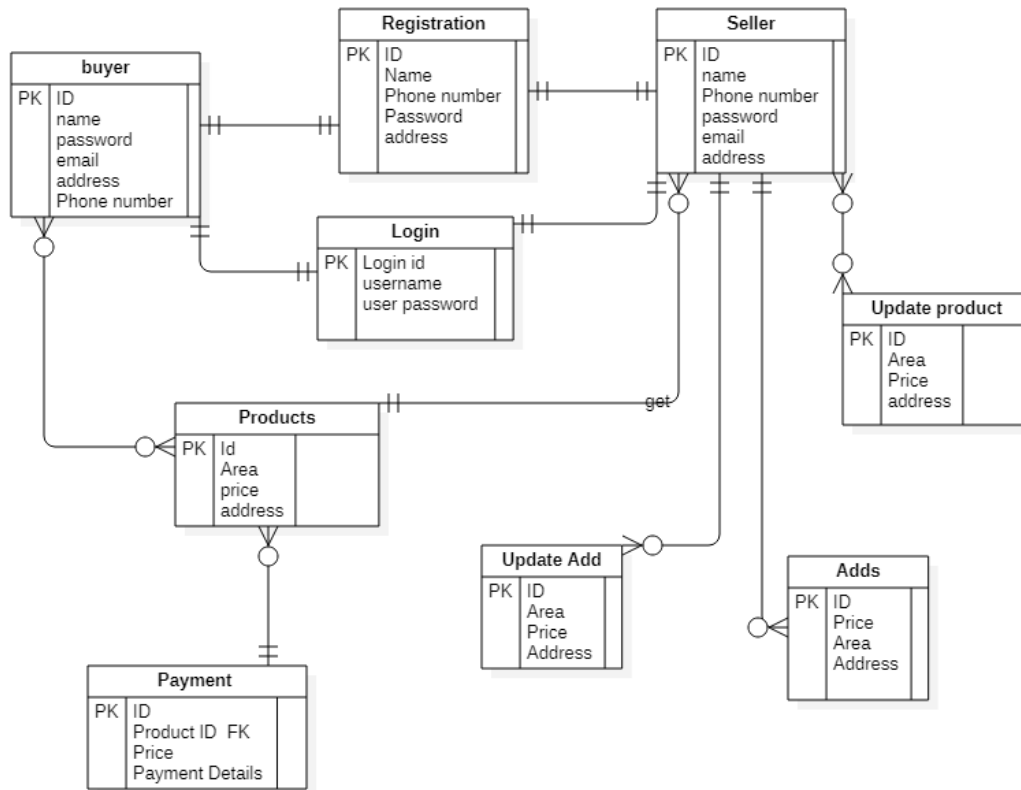 Registration
PK ID
Name
Phone number
Password
address
Seller
PK ID
name
Phone number
password
email
address
buyer
PK ID
name
password
email
address
Phone number
Login
PK Login id
username
user password
Update product
PK ID
Area
Price
address
get
Products
PK Id
Area
price
address
Update Add
PK ID
Area
Price
Address
Adds
PK ID
Price
Area
Address
Payment
PK ID
Product ID FK
Price
Payment Details